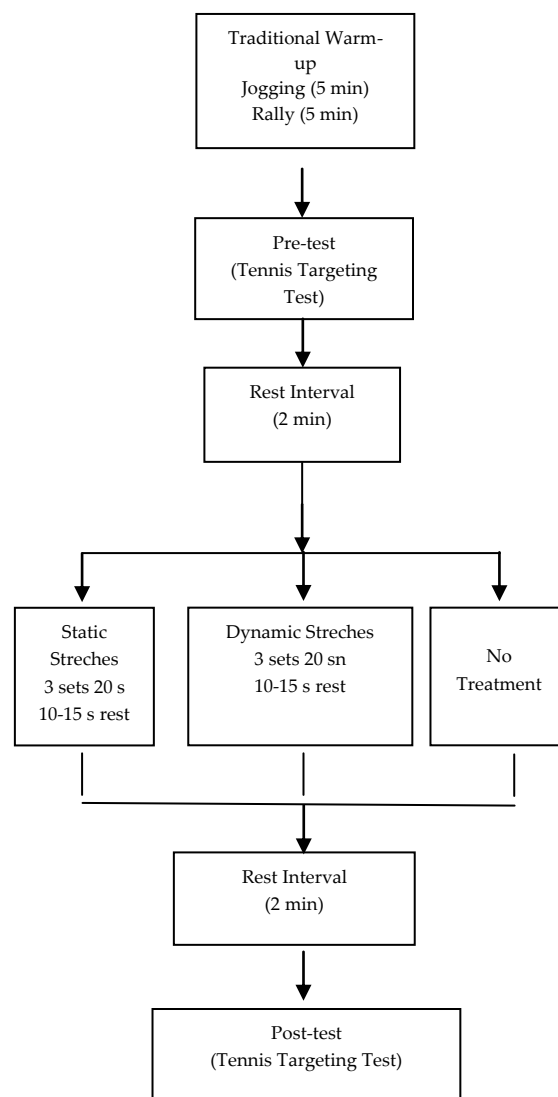 Traditional Warm-
up
Jogging (5 min)
Rally (5 min)
Pre-test
(Tennis Targeting
Test)
Rest Interval
(2 min)
Static
Streches
3 sets 20 s
10-15 s rest
Dynamic Streches
3 sets 20 sn
10-15 s rest
No
Treatment
Rest Interval
(2 min)
Post-test
(Tennis Targeting Test)